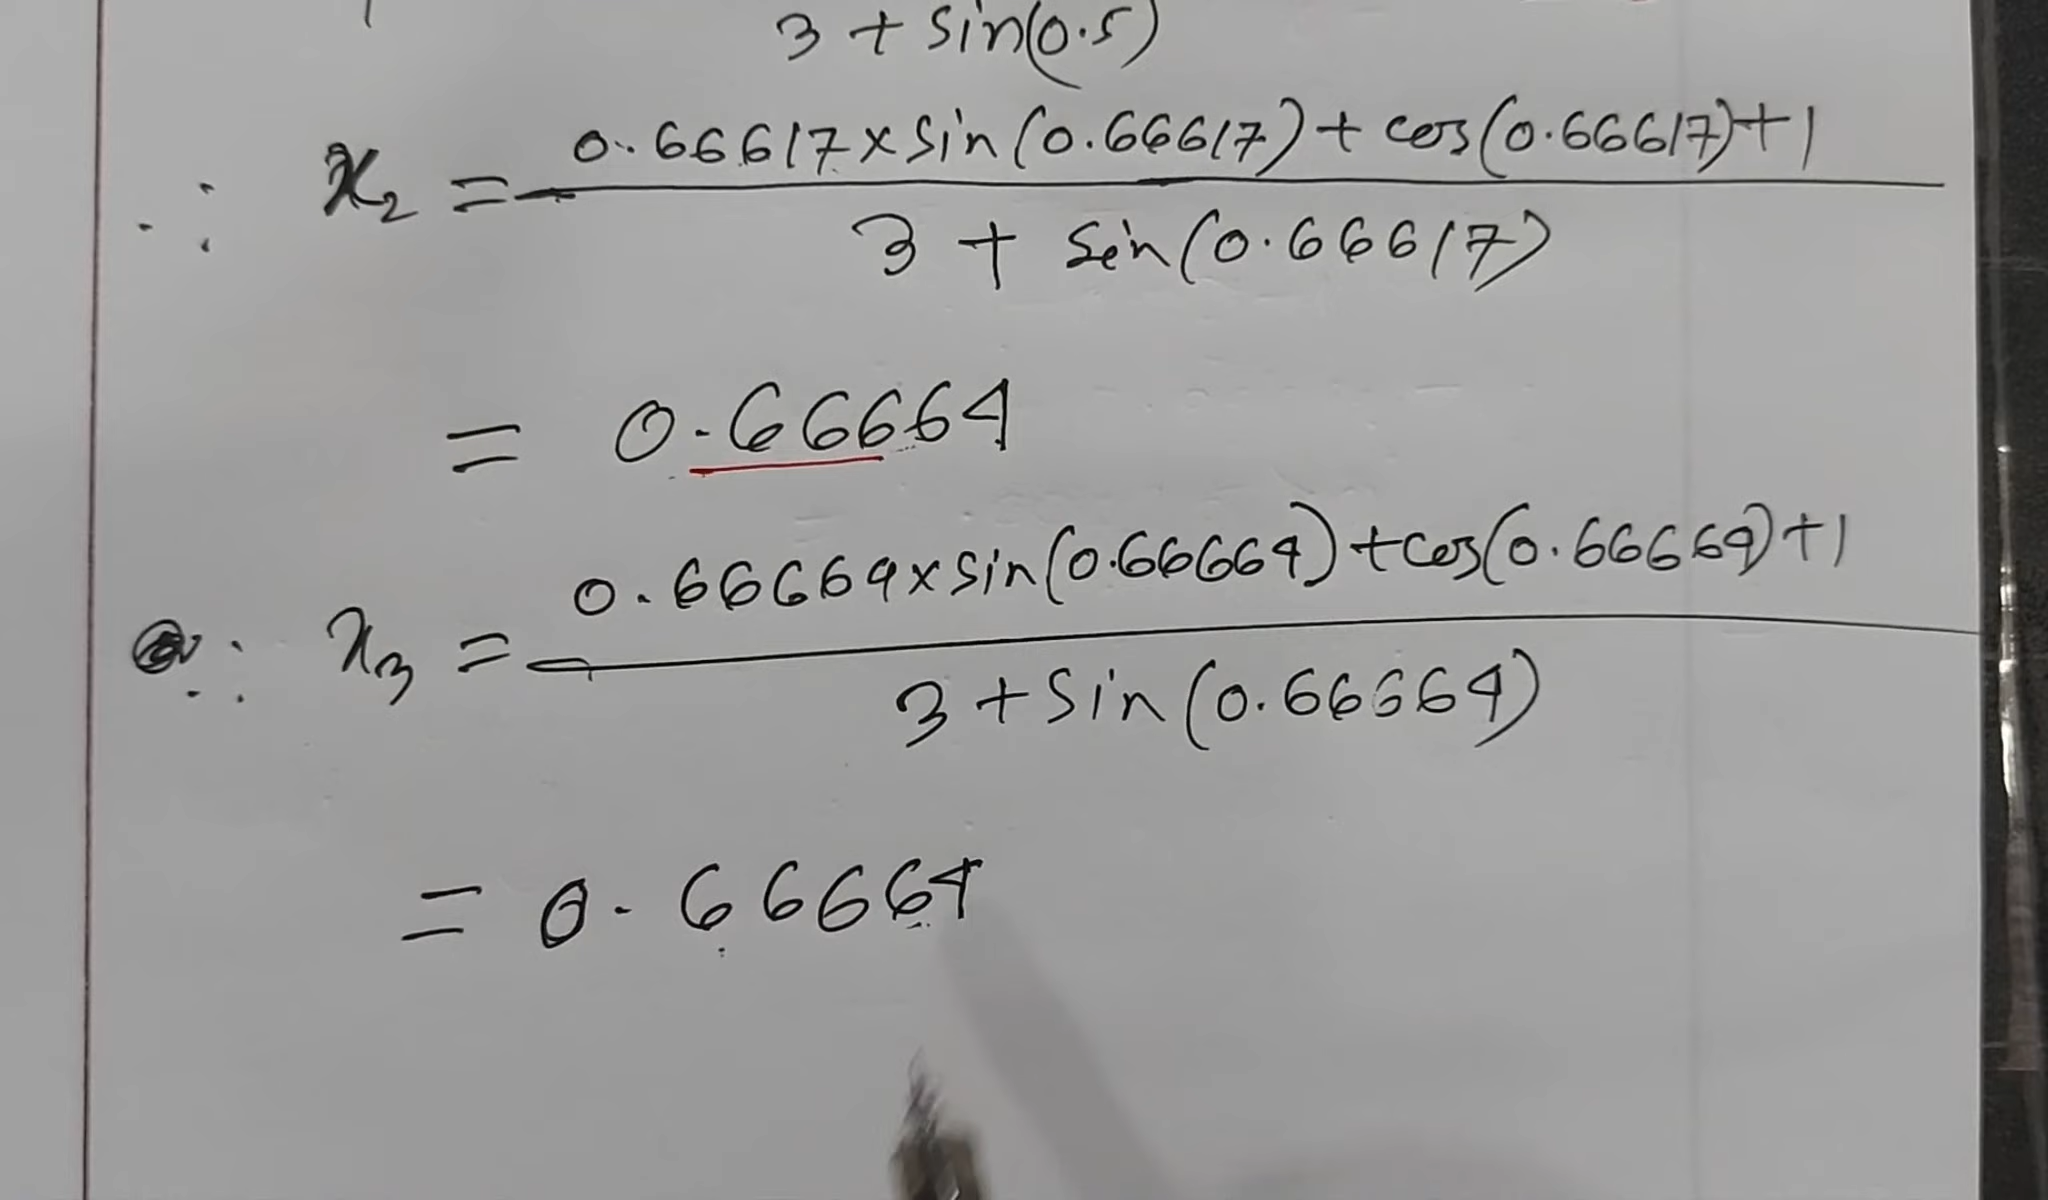 3 + sin(0.5)
0.66617 x sin(0.66617) + cos(0.66617)+1
∴ x₂ =
3 + sin(0.66617)
= 0.66664
0.66664 x sin(0.66664) + cos(0.66664)+1
∴ x₃ =
3 + sin(0.66664)
= 0.66664